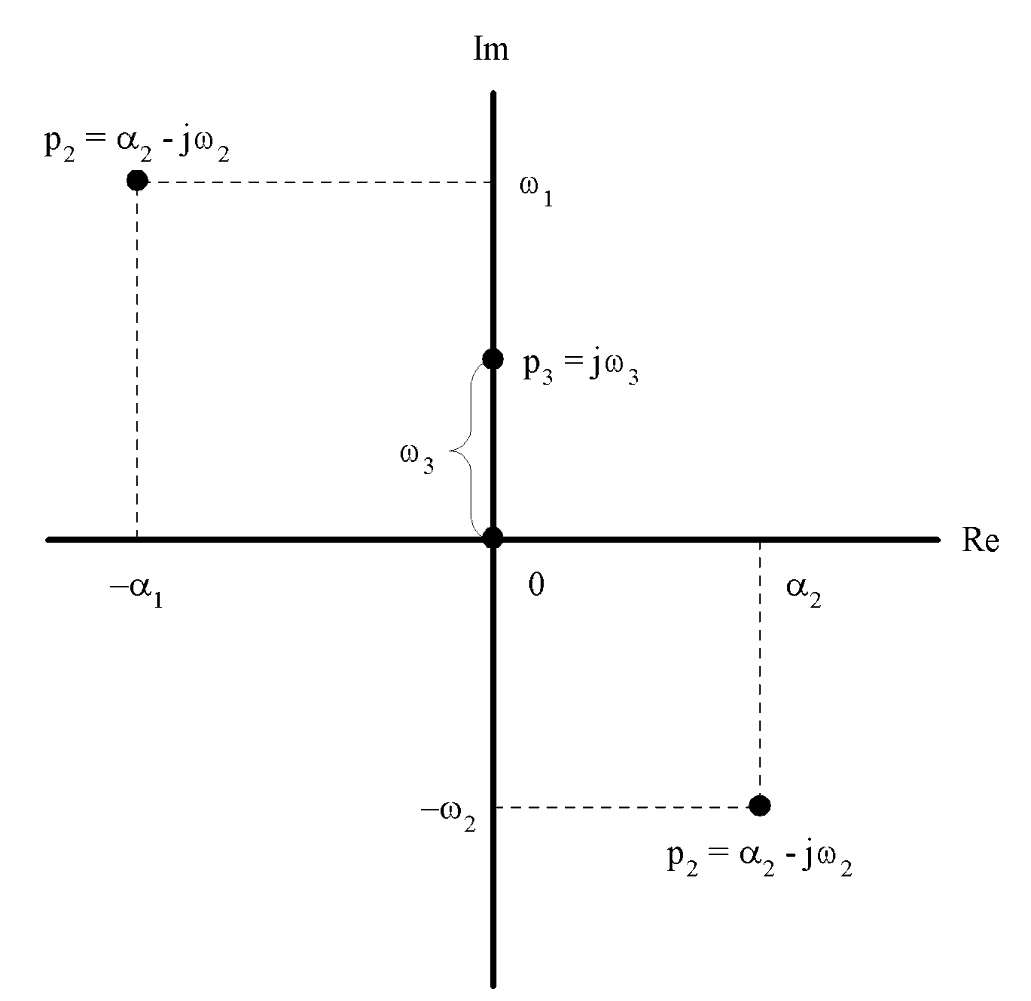 Im
p₂ = α₂ - jω₂
ω₁
p₃ = jω₃
ω₃
Re
−α₁
0
α₂
−ω₂
p₂ = α₂ - jω₂